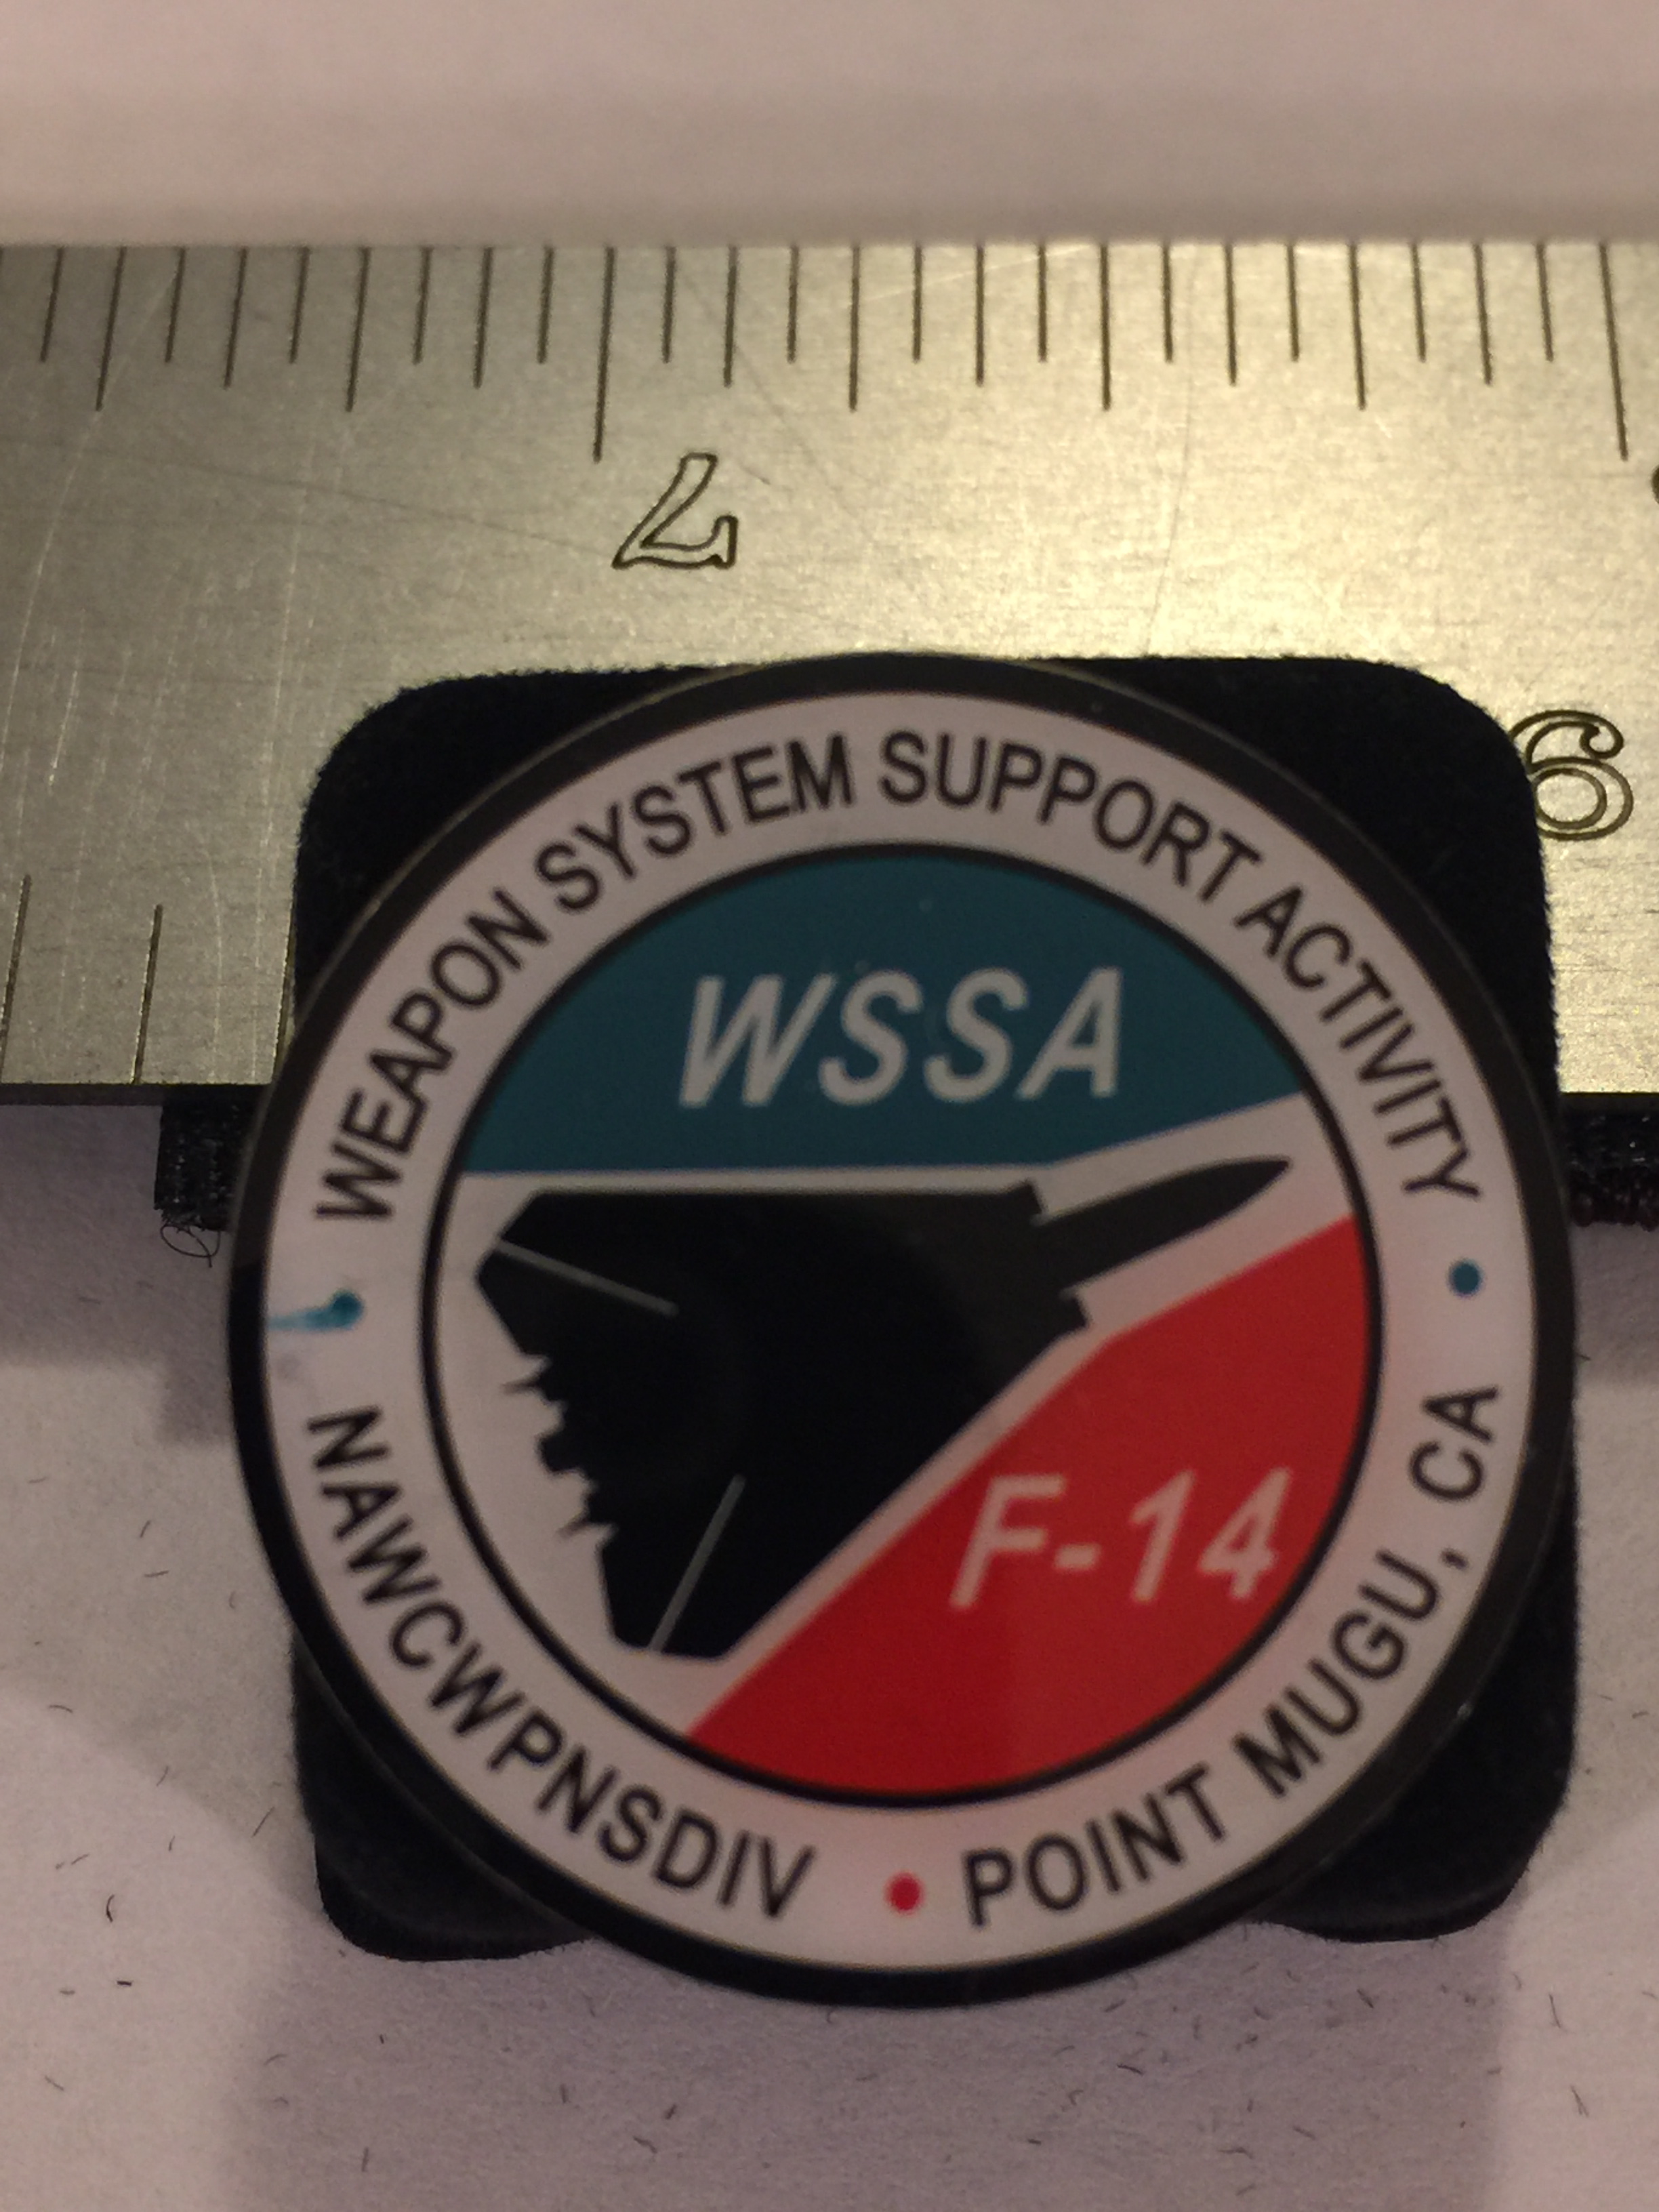 7
6
WEAPON SYSTEM SUPPORT ACTIVITY
WSSA
F-14
NAWCWPNSDIV • POINT MUGU, CA